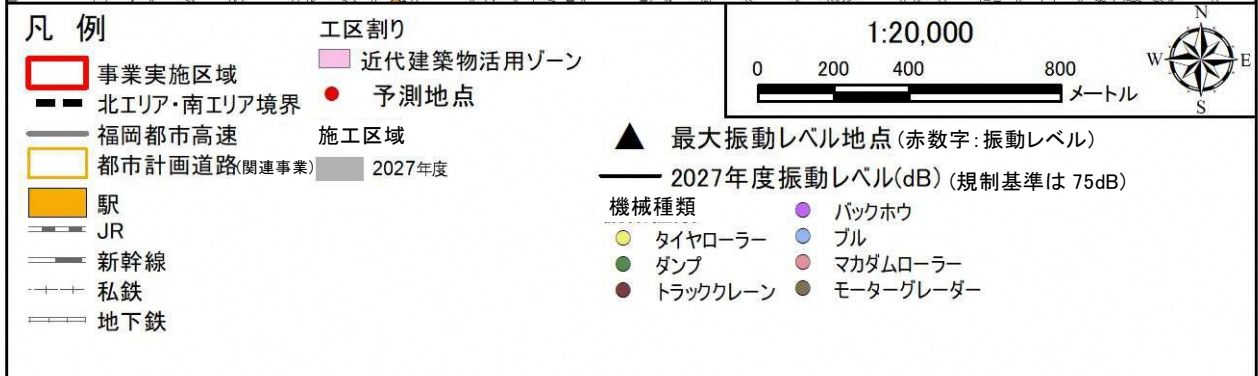 凡 例
事業実施区域
北エリア・南エリア境界
福岡都市高速
都市計画道路(関連事業)
駅
JR
新幹線
私鉄
地下鉄
工区割り
近代建築物活用ゾーン
予測地点
施工区域
2027年度
1:20,000
0 200 400 800
メートル
N
W E
S
最大振動レベル地点(赤数字:振動レベル)
2027年度振動レベル(dB) (規制基準は 75dB)
機械種類
タイヤローラー
ダンプ
トラッククレーン
バックホウ
ブル
マカダムローラー
モーターグレーダー